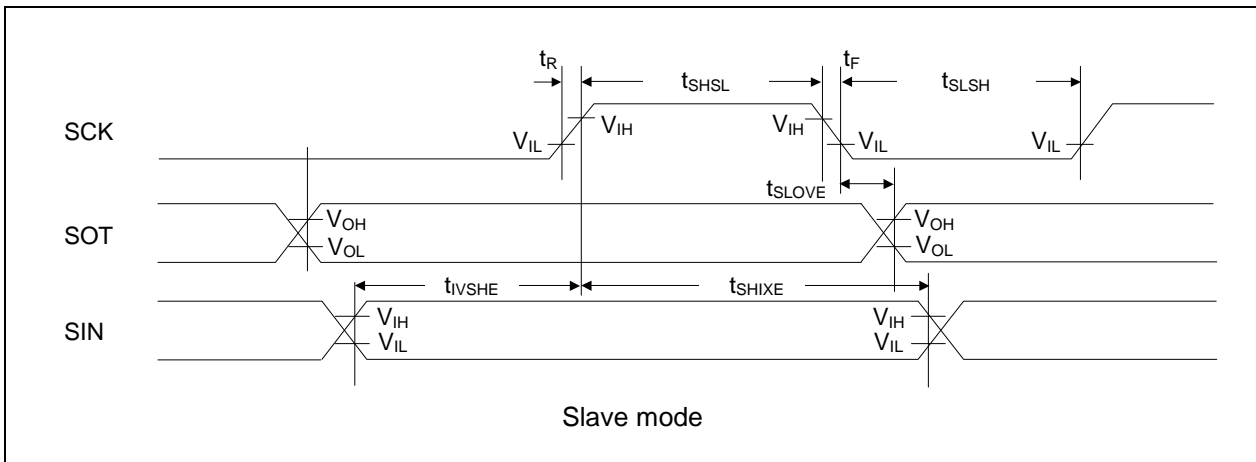 tR tF
tSHSL tSLSH
SCK VIL VIH VIH VIL VIL
tSLOVE
SOT VOH VOL VOH VOL
tIVSHE tSHIXE
SIN VIH VIL VIH VIL
Slave mode